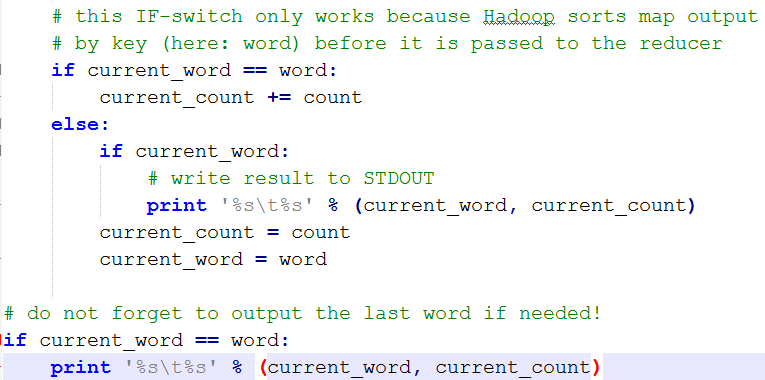 # this IF-switch only works because Hadoop sorts map output
# by key (here: word) before it is passed to the reducer
if current_word == word:
current_count += count
else:
if current_word:
# write result to STDOUT
print '%s\t%s' % (current_word, current_count)
current_count = count
current_word = word
# do not forget to output the last word if needed!
if current_word == word:
print '%s\t%s' % (current_word, current_count)